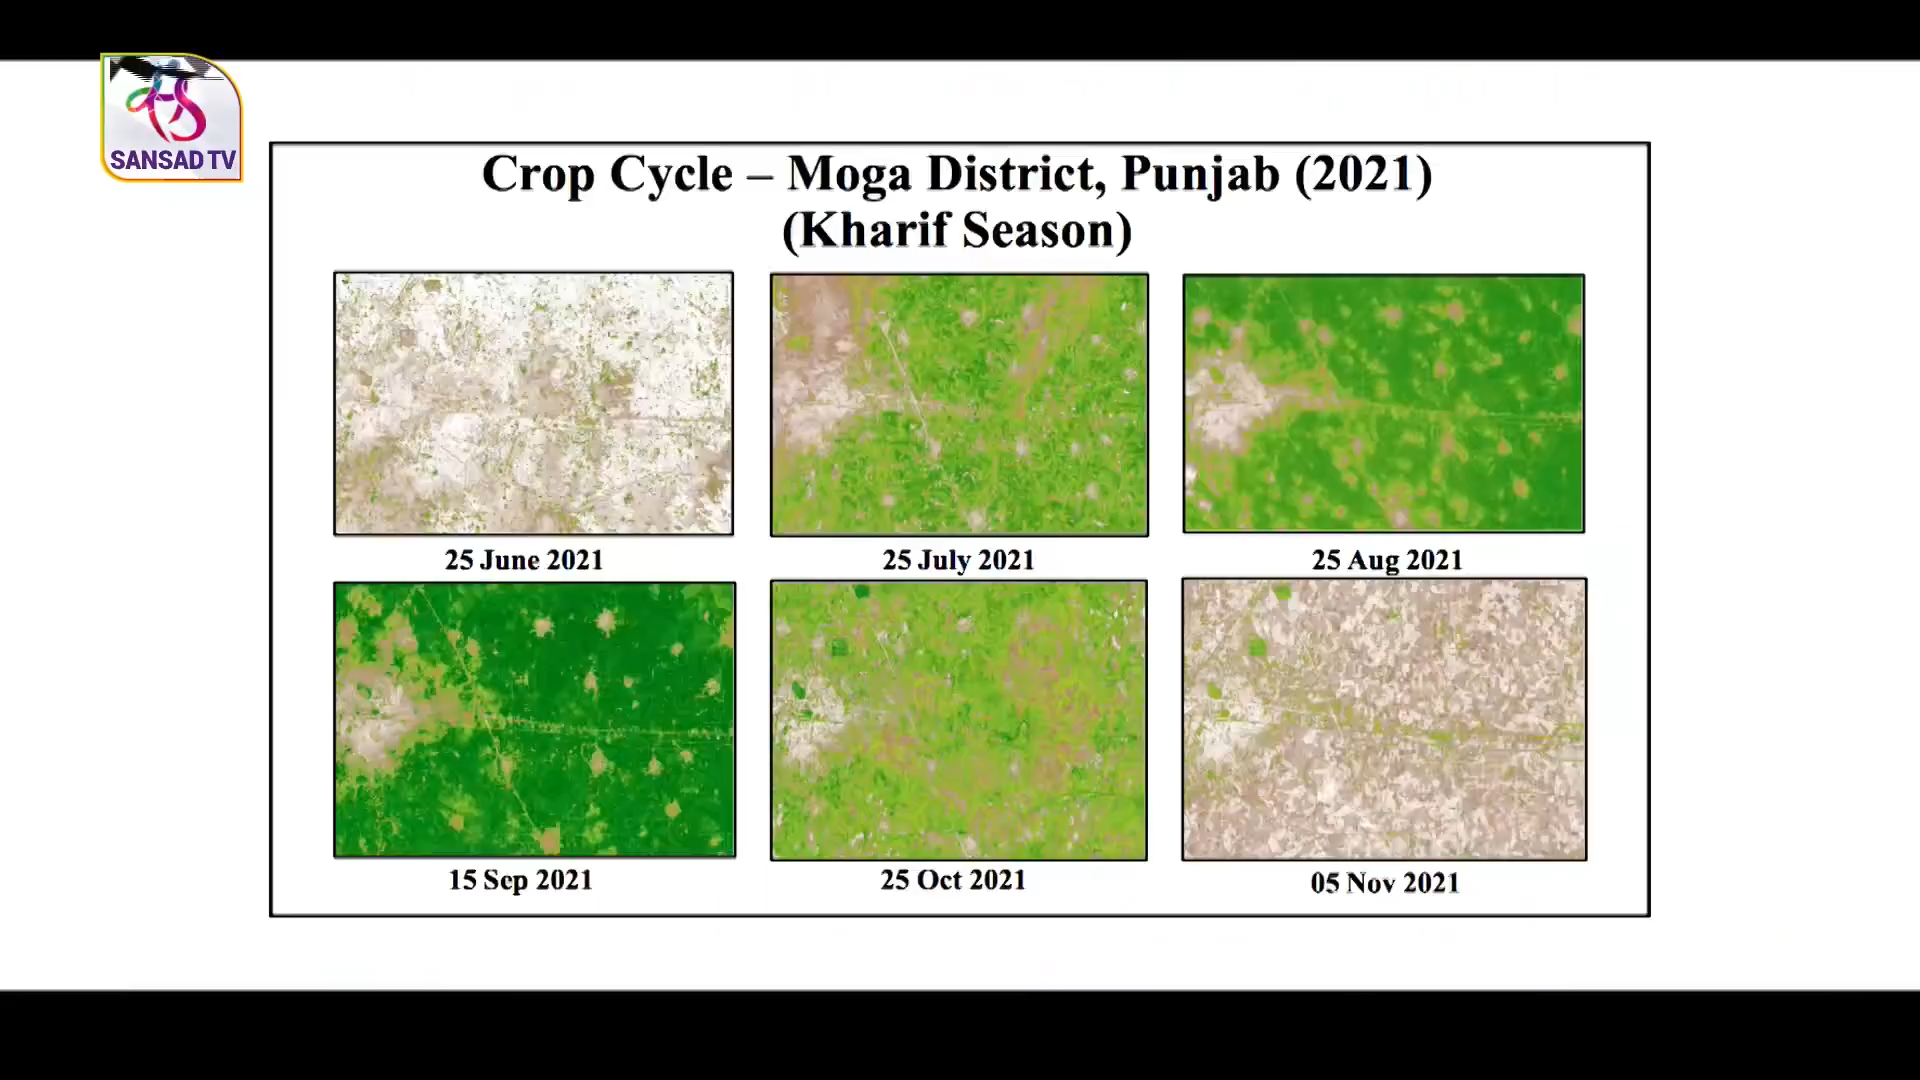 SANSAD TV
Crop Cycle – Moga District, Punjab (2021)
(Kharif Season)
25 June 2021
25 July 2021
25 Aug 2021
15 Sep 2021
25 Oct 2021
05 Nov 2021